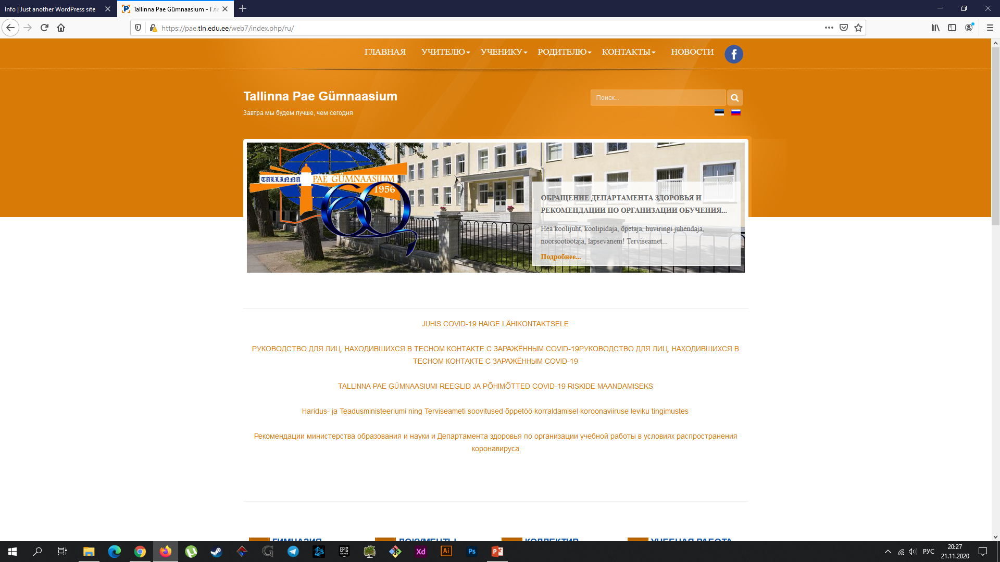 Info | Just another WordPress site
Tallinna Pae Gümnaasium - Гла
https://pae.tln.edu.ee/web7/index.php/ru/
ГЛАВНАЯ УЧИТЕЛЮ УЧЕНИКУ РОДИТЕЛЮ КОНТАКТЫ НОВОСТИ f
Tallinna Pae Gümnaasium
Поиск...
Завтра мы будем лучше, чем сегодня
TALLINNA PAE GÜMNAASIUM
1956
ОБРАЩЕНИЕ ДЕПАРТАМЕНТА ЗДОРОВЬЯ И
РЕКОМЕНДАЦИИ ПО ОРГАНИЗАЦИИ ОБУЧЕНИЯ...
Hea koolijuht, koolipidaja, õpetaja, huviringi juhendaja,
noorsootöötaja, lapsevanem! Terviseamet...
Подробнее...
JUHIS COVID-19 HAIGE LÄHIKONTAKTSELE
РУКОВОДСТВО ДЛЯ ЛИЦ, НАХОДИВШИХСЯ В ТЕСНОМ КОНТАКТЕ С ЗАРАЖЁННЫМ COVID-19РУКОВОДСТВО ДЛЯ ЛИЦ, НАХОДИВШИХСЯ В
ТЕСНОМ КОНТАКТЕ С ЗАРАЖЁННЫМ COVID-19
TALLINNA PAE GÜMNAASIUMI REEGLID JA PÕHIMÕTTED COVID-19 RISKIDE MAANDAMISEKS
Haridus- ja Teadusministeeriumi ning Terviseameti soovitused õppetöö korraldamisel koroonaviiruse leviku tingimustes
Рекомендации министерства образования и науки и Департамента здоровья по организации учебной работы в условиях распространения
коронавируса
ГИМНАЗИЯ ДОКУМЕНТЫ КОЛЛЕКТИВ УЧЕБНАЯ РАБОТА
EPIC GAMES Xd Ai Ps P РУС 20:27
21.11.2020